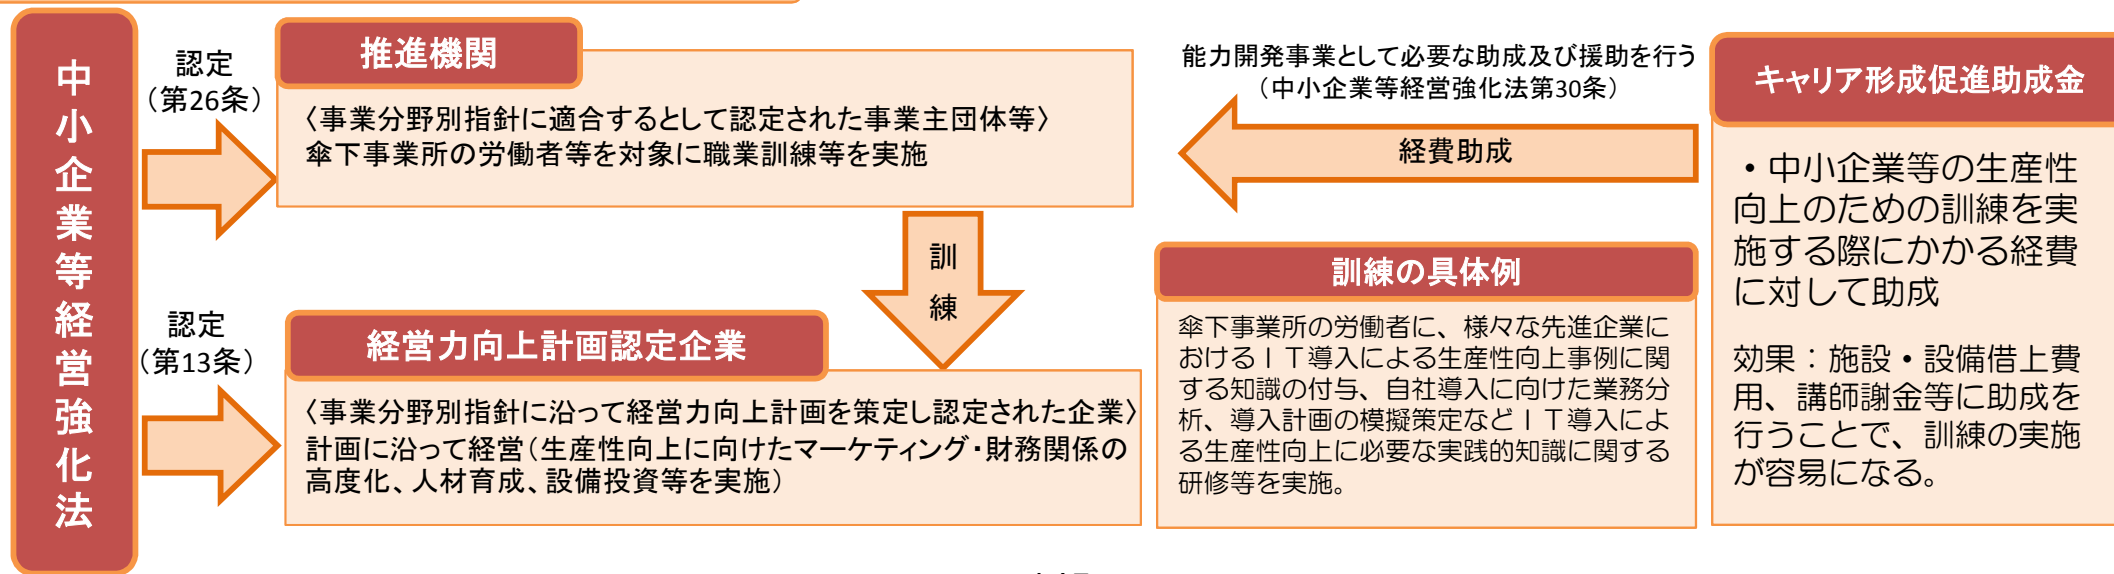 中小企業等経営強化法
認定
（第26条）
推進機関
〈事業分野別指針に適合するとして認定された事業主団体等〉
傘下事業所の労働者等を対象に職業訓練等を実施
能力開発事業として必要な助成及び援助を行う
（中小企業等経営強化法第30条）
経費助成
キャリア形成促進助成金
・中小企業等の生産性
向上のための訓練を実
施する際にかかる経費
に対して助成
効果：施設・設備借上費
用、講師謝金等に助成を
行うことで、訓練の実施
が容易になる。
訓練
認定
（第13条）
経営力向上計画認定企業
〈事業分野別指針に沿って経営力向上計画を策定し認定された企業〉
計画に沿って経営（生産性向上に向けたマーケティング・財務関係の
高度化、人材育成、設備投資等を実施）
訓練の具体例
傘下事業所の労働者に、様々な先進企業に
おけるＩＴ導入による生産性向上事例に関
する知識の付与、自社導入に向けた業務分
析、導入計画の模擬策定などＩＴ導入によ
る生産性向上に必要な実践的知識に関する
研修等を実施。